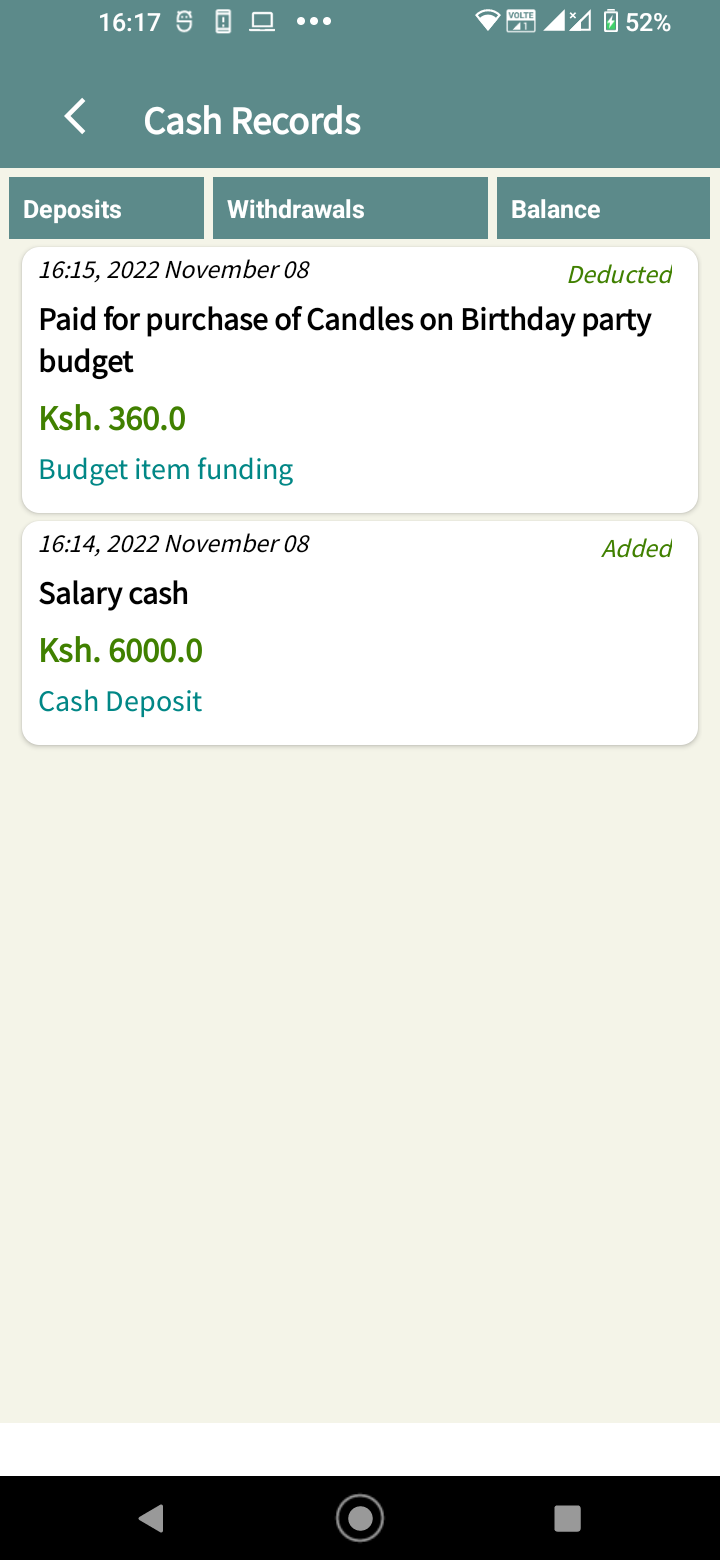 16:17 52%
Cash Records
Deposits Withdrawals Balance
16:15, 2022 November 08 Deducted
Paid for purchase of Candles on Birthday party
budget
Ksh. 360.0
Budget item funding
16:14, 2022 November 08 Added
Salary cash
Ksh. 6000.0
Cash Deposit